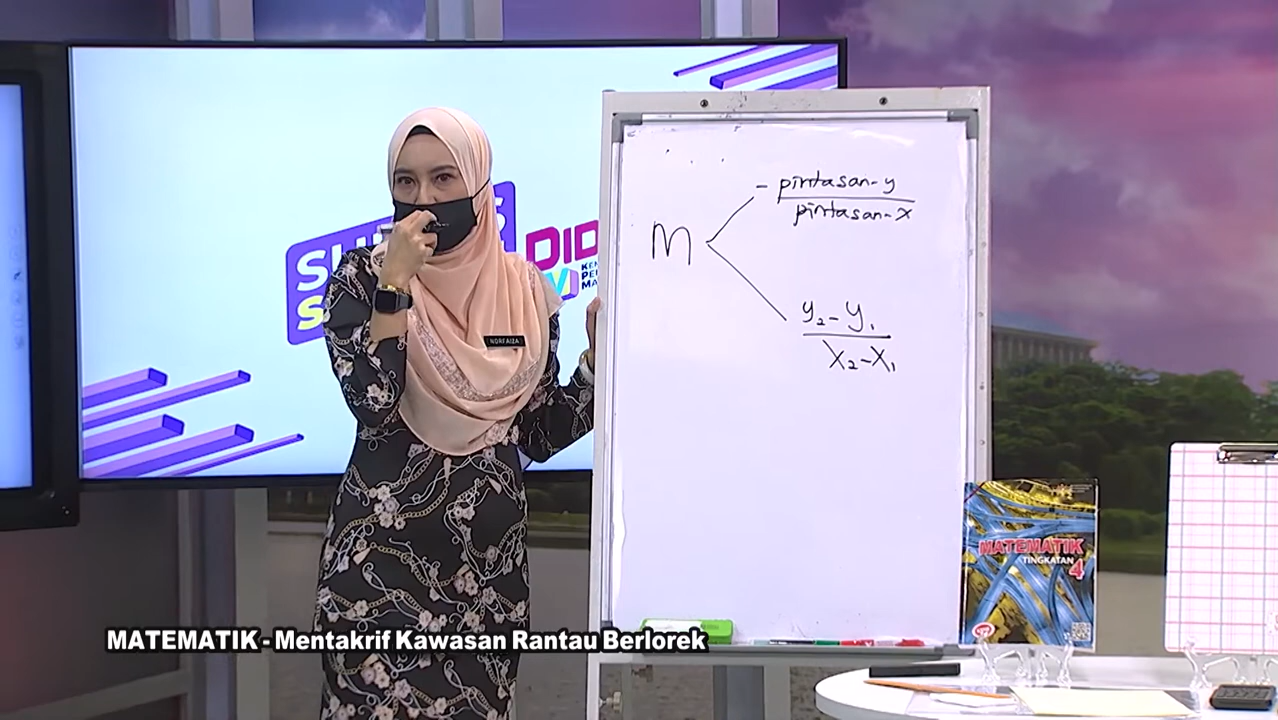 - pintasan-y
pintasan-x
m
y₂ - y₁
x₂ - x₁
NORFAIZA
MATEMATIK
TINGKATAN
4
MATEMATIK - Mentakrif Kawasan Rantau Berlorek